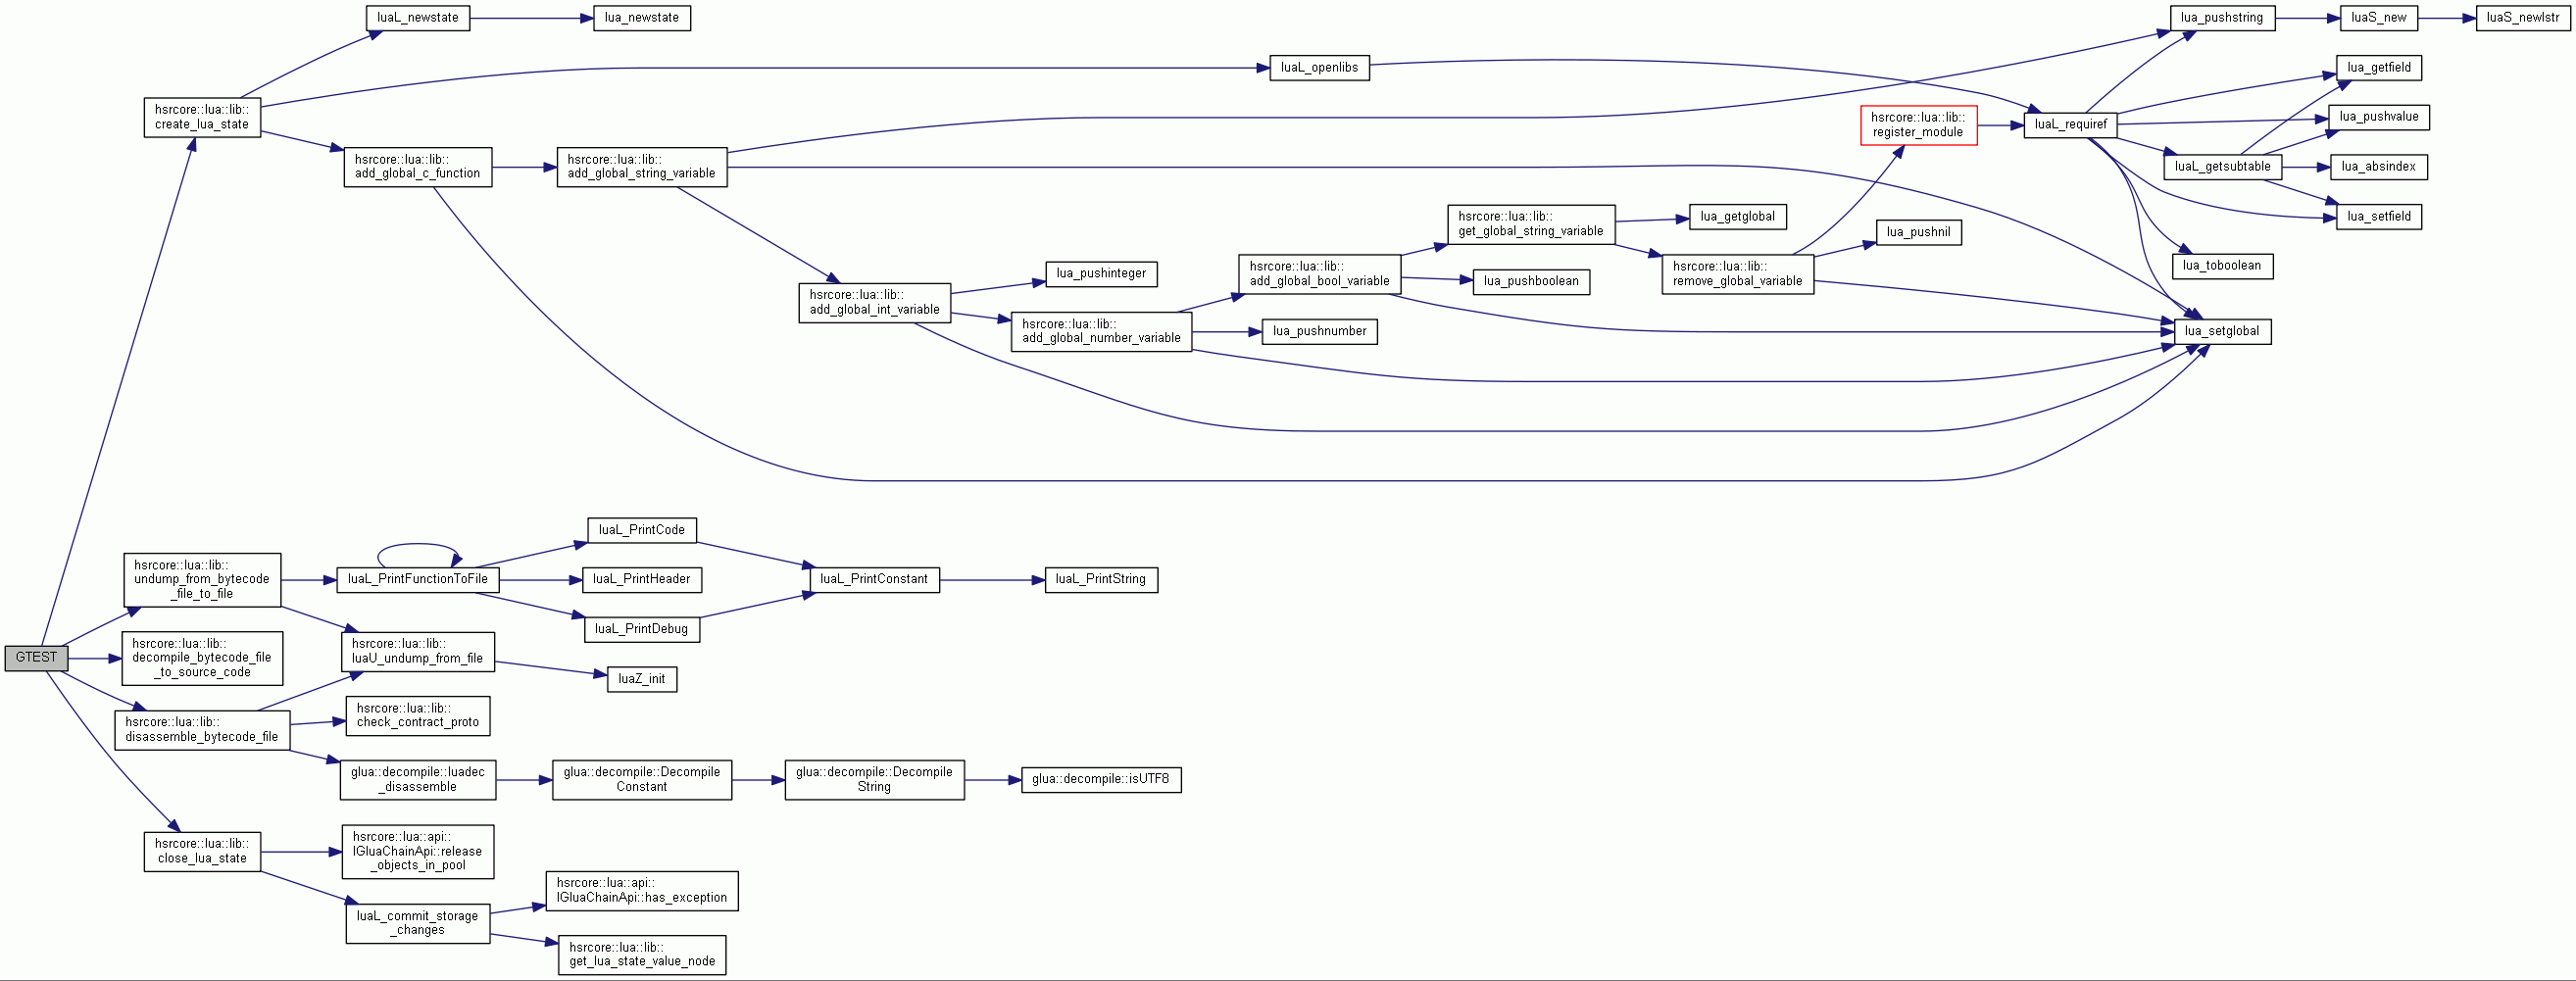 GTEST
hsrcore::lua::lib::
create_lua_state
luaL_newstate
lua_newstate
luaL_openlibs
hsrcore::lua::lib::
add_global_c_function
hsrcore::lua::lib::
add_global_string_variable
hsrcore::lua::lib::
add_global_int_variable
lua_pushinteger
hsrcore::lua::lib::
add_global_number_variable
hsrcore::lua::lib::
add_global_bool_variable
lua_pushnumber
hsrcore::lua::lib::
get_global_string_variable
lua_pushboolean
lua_getglobal
hsrcore::lua::lib::
remove_global_variable
hsrcore::lua::lib::
register_module
lua_pushnil
luaL_requiref
lua_pushstring
luaS_new
luaS_newlstr
lua_getfield
lua_pushvalue
luaL_getsubtable
lua_absindex
lua_setfield
lua_toboolean
lua_setglobal
hsrcore::lua::lib::
undump_from_bytecode
_file_to_file
luaL_PrintFunctionToFile
luaL_PrintCode
luaL_PrintHeader
luaL_PrintDebug
luaL_PrintConstant
luaL_PrintString
hsrcore::lua::lib::
decompile_bytecode_file
_to_source_code
hsrcore::lua::lib::
luaU_undump_from_file
luaZ_init
hsrcore::lua::lib::
disassemble_bytecode_file
hsrcore::lua::lib::
check_contract_proto
glua::decompile::luadec
_disassemble
glua::decompile::Decompile
Constant
glua::decompile::Decompile
String
glua::decompile::isUTF8
hsrcore::lua::lib::
close_lua_state
hsrcore::lua::api::
IGluaChainApi::release
_objects_in_pool
luaL_commit_storage
_changes
hsrcore::lua::api::
IGluaChainApi::has_exception
hsrcore::lua::lib::
get_lua_state_value_node